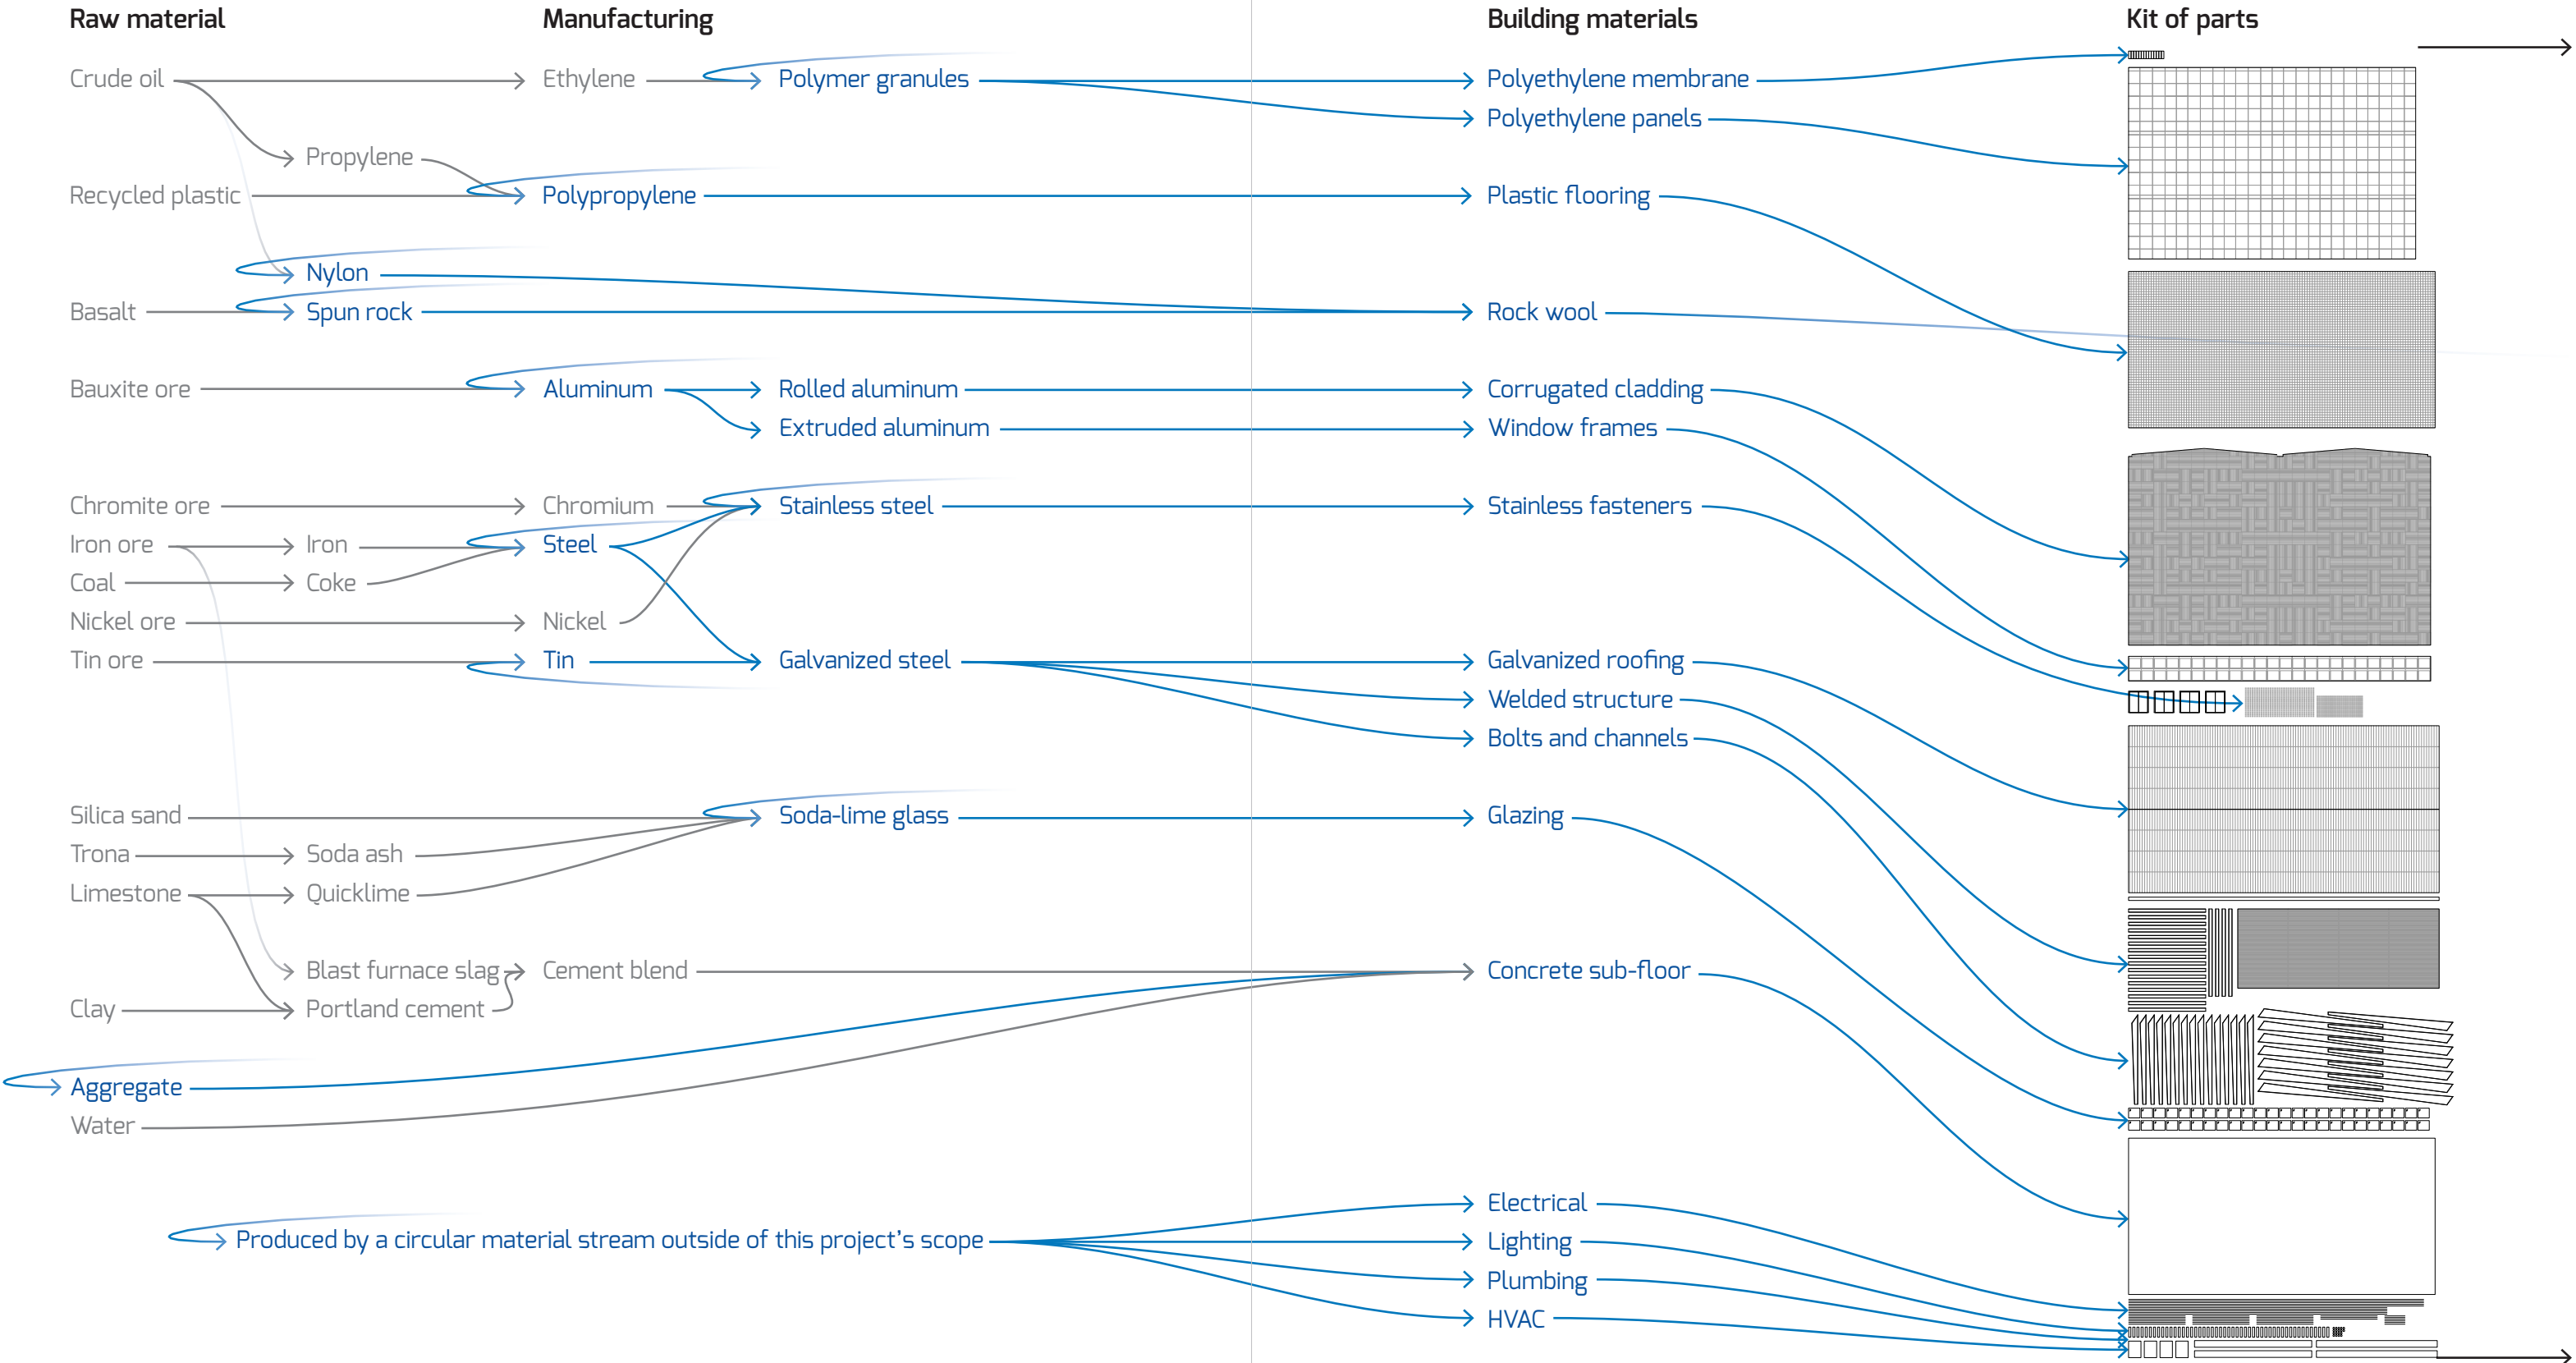 Raw material Manufacturing Building materials Kit of parts
Crude oil Ethylene Polymer granules Polyethylene membrane
Polyethylene panels
Propylene
Recycled plastic Polypropylene Plastic flooring
Nylon
Basalt Spun rock Rock wool
Bauxite ore Aluminum Rolled aluminum Corrugated cladding
Extruded aluminum Window frames
Chromite ore Chromium Stainless steel Stainless fasteners
Iron ore Iron Steel
Coal Coke
Nickel ore Nickel
Tin ore Tin Galvanized steel Galvanized roofing
Welded structure
Bolts and channels
Silica sand Soda-lime glass Glazing
Trona Soda ash
Limestone Quicklime
Blast furnace slag Cement blend Concrete sub-floor
Clay Portland cement
Aggregate
Water
Electrical
Produced by a circular material stream outside of this project's scope Lighting
Plumbing
HVAC